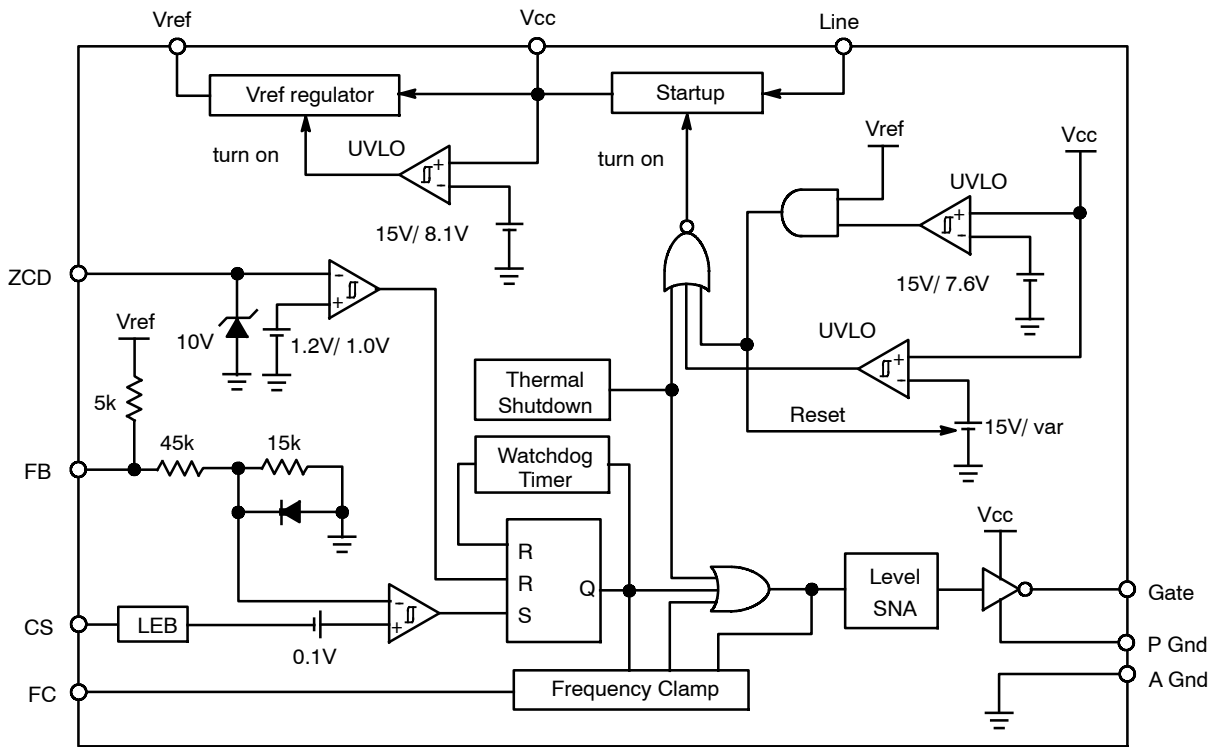 Vref
Vcc
Line
Vref regulator
Startup
turn on
UVLO
turn on
Vref
Vcc
UVLO
+
-
+
-
15V/ 8.1V
15V/ 7.6V
ZCD
-
+
Vref
10V
1.2V/ 1.0V
UVLO
+
-
5k
Thermal
Shutdown
Reset
15V/ var
45k
15k
FB
Watchdog
Timer
Vcc
R
R
S
Q
Level
SNA
Gate
CS
LEB
0.1V
-
+
P Gnd
A Gnd
FC
Frequency Clamp